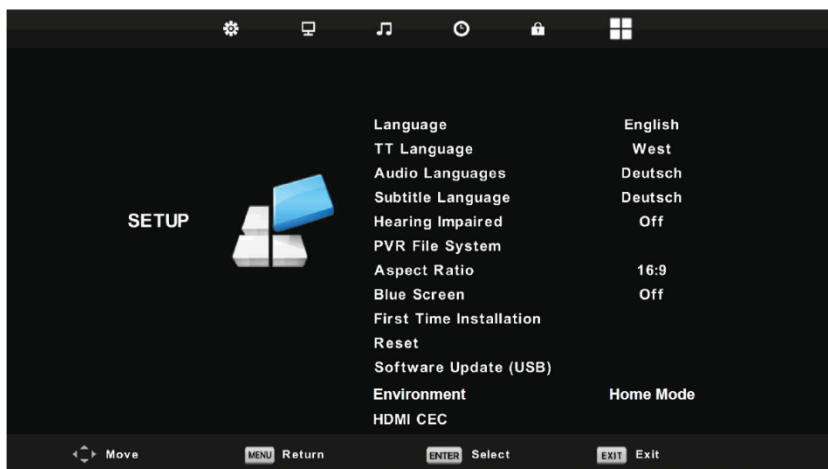 Language English
TT Language West
Audio Languages Deutsch
Subtitle Language Deutsch
SETUP Hearing Impaired Off
PVR File System
Aspect Ratio 16:9
Blue Screen Off
First Time Installation
Reset
Software Update (USB)
Environment Home Mode
HDMI CEC
Move MENU Return ENTER Select EXIT Exit